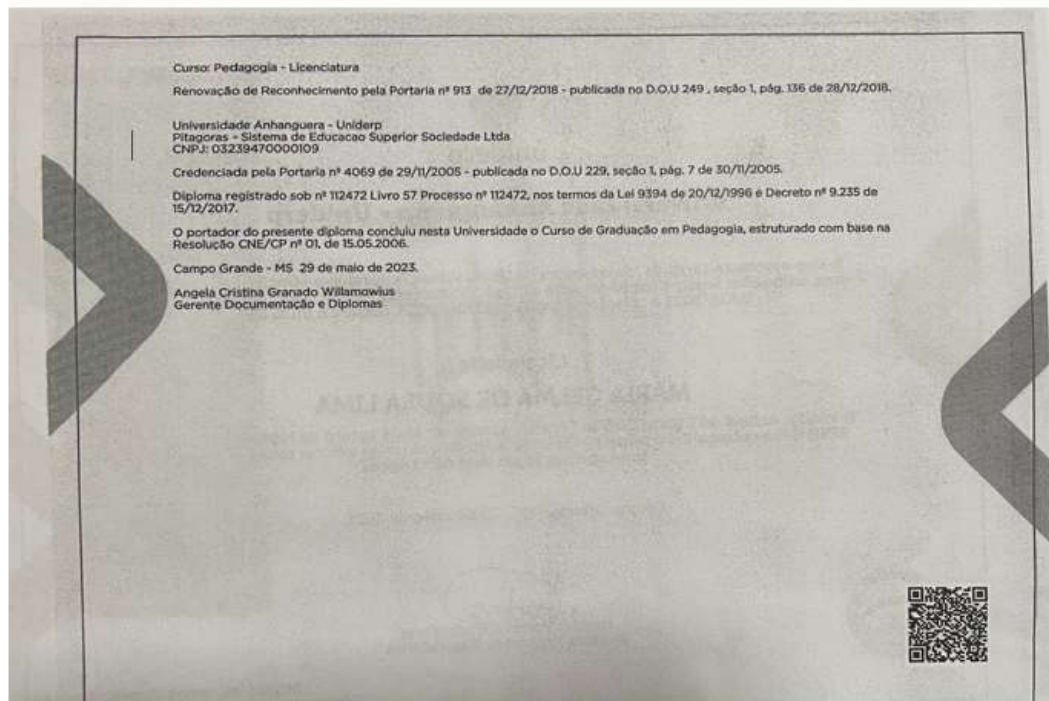 Curso: Pedagogia - Licenciatura
Renovação de Reconhecimento pela Portaria nº 913 de 27/12/2018 - publicada no D.O.U 249 , seção 1, pág. 136 de 28/12/2018.
Universidade Anhanguera - Uniderp
Pitagoras - Sistema de Educacao Superior Sociedade Ltda
CNPJ: 03239470000109
Credenciada pela Portaria nº 4069 de 29/11/2005 - publicada no D.O.U 229, seção 1, pág. 7 de 30/11/2005.
Diploma registrado sob nº 112472 Livro 57 Processo nº 112472, nos termos da Lei 9394 de 20/12/1996 e Decreto nº 9.235 de
15/12/2017.
O portador do presente diploma concluiu nesta Universidade o Curso de Graduação em Pedagogia, estruturado com base na
Resolução CNE/CP nº 01, de 15.05.2006.
Campo Grande - MS 29 de maio de 2023.
Angela Cristina Granado Willamowius
Gerente Documentação e Diplomas
MARIA GELMA DE SOUSA LIMA